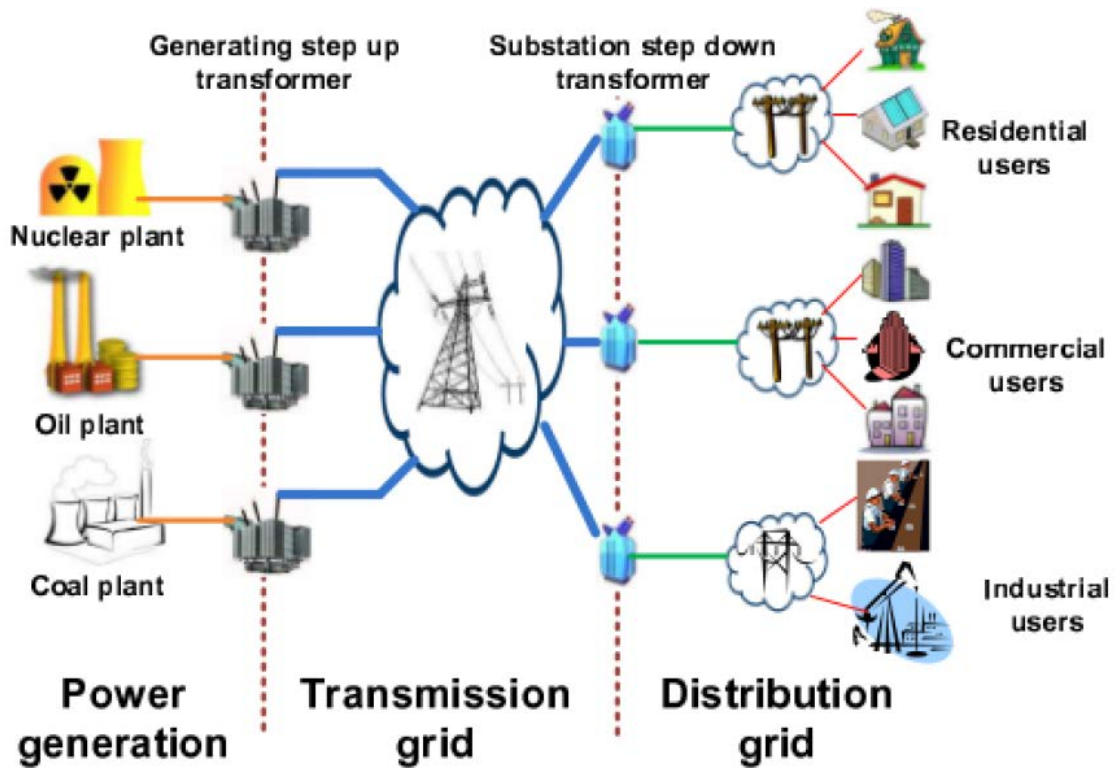 Generating step up
transformer
Substation step down
transformer
Residential
users
Nuclear plant
Commercial
users
Oil plant
Coal plant
Industrial
users
Power
generation
Transmission
grid
Distribution
grid